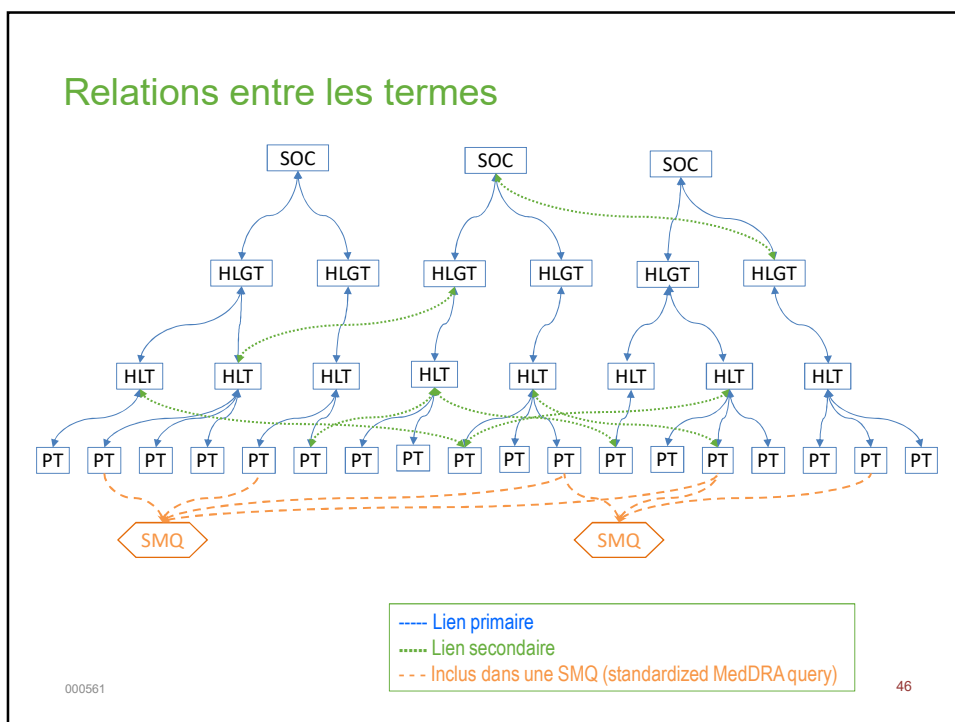 Relations entre les termes
SOC SOC SOC
HLGT HLGT HLGT HLGT HLGT HLGT
HLT HLT HLT HLT HLT HLT HLT HLT
PT PT PT PT PT PT PT PT PT PT PT PT PT PT PT PT PT PT
SMQ SMQ
----- Lien primaire
...... Lien secondaire
- - - Inclus dans une SMQ (standardized MedDRA query)
000561 46